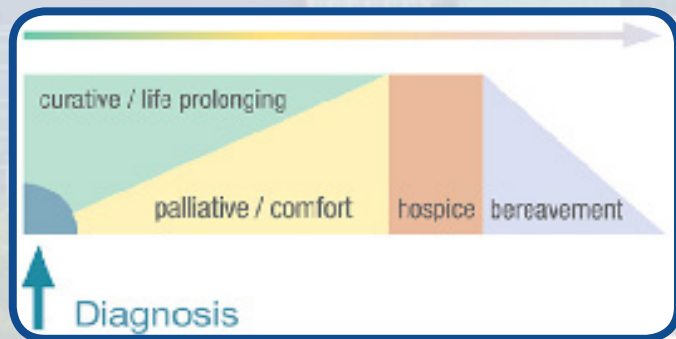 curative / life prolonging
palliative / comfort
hospice
bereavement
Diagnosis